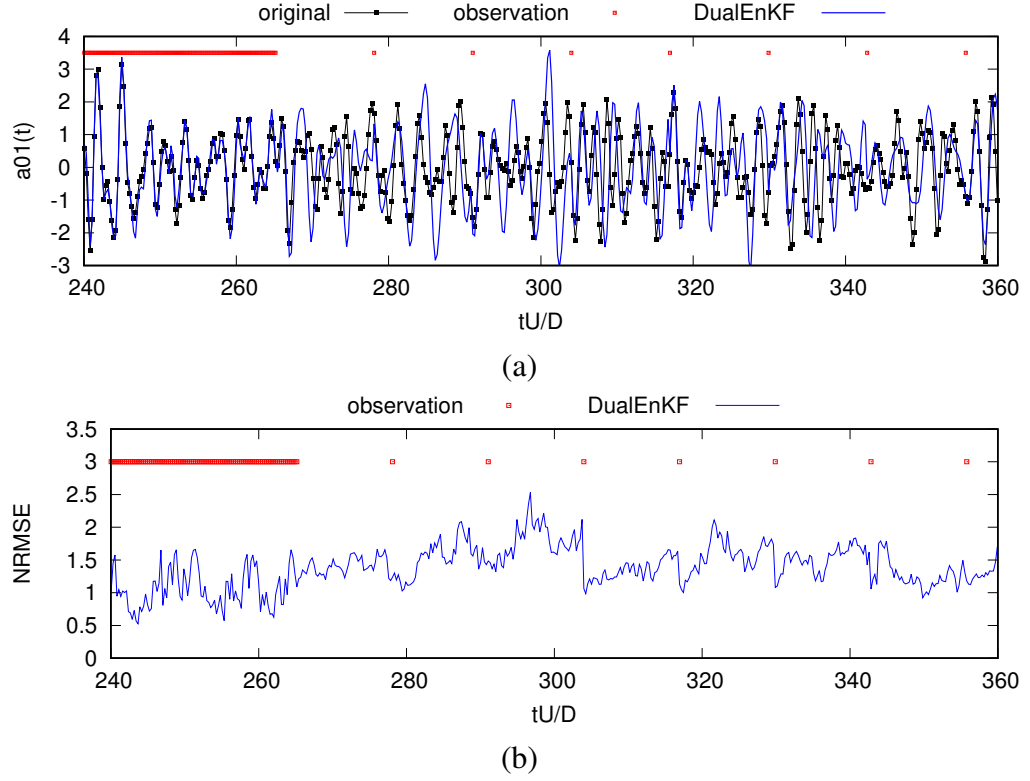 original observation DualEnKF
4
3
2
1
0
-1
-2
-3
a01(t)
240 260 280 300 320 340 360
tU/D
(a)
observation DualEnKF
3.5
3
2.5
2
1.5
1
0.5
0
NRMSE
240 260 280 300 320 340 360
tU/D
(b)